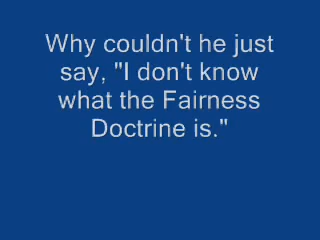 Why couldn't he just
say, "I don't know
what the Fairness
Doctrine is."